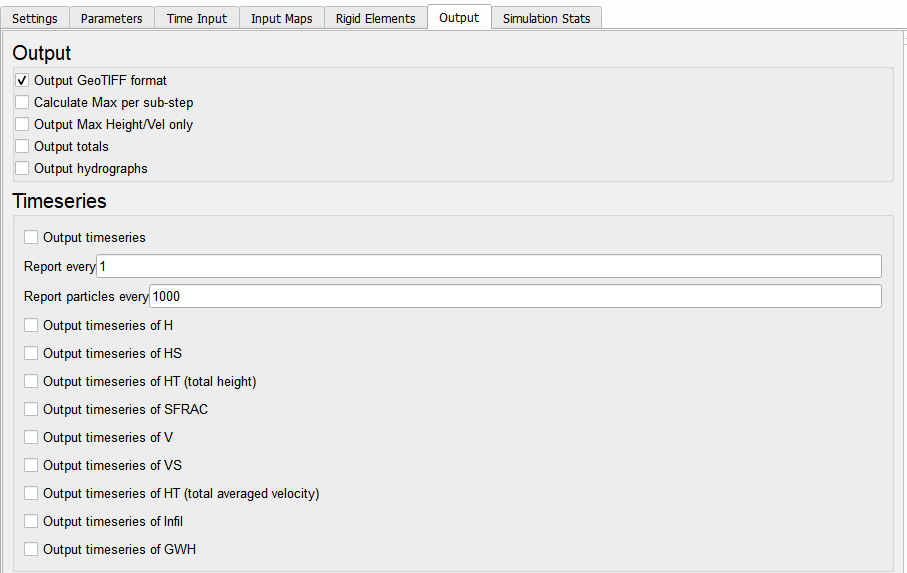 Settings Parameters Time Input Input Maps Rigid Elements Output Simulation Stats
Output
Output GeoTIFF format
Calculate Max per sub-step
Output Max Height/Vel only
Output totals
Output hydrographs
Timeseries
Output timeseries
Report every 1
Report particles every 1000
Output timeseries of H
Output timeseries of HS
Output timeseries of HT (total height)
Output timeseries of SFRAC
Output timeseries of V
Output timeseries of VS
Output timeseries of HT (total averaged velocity)
Output timeseries of Infil
Output timeseries of GWH